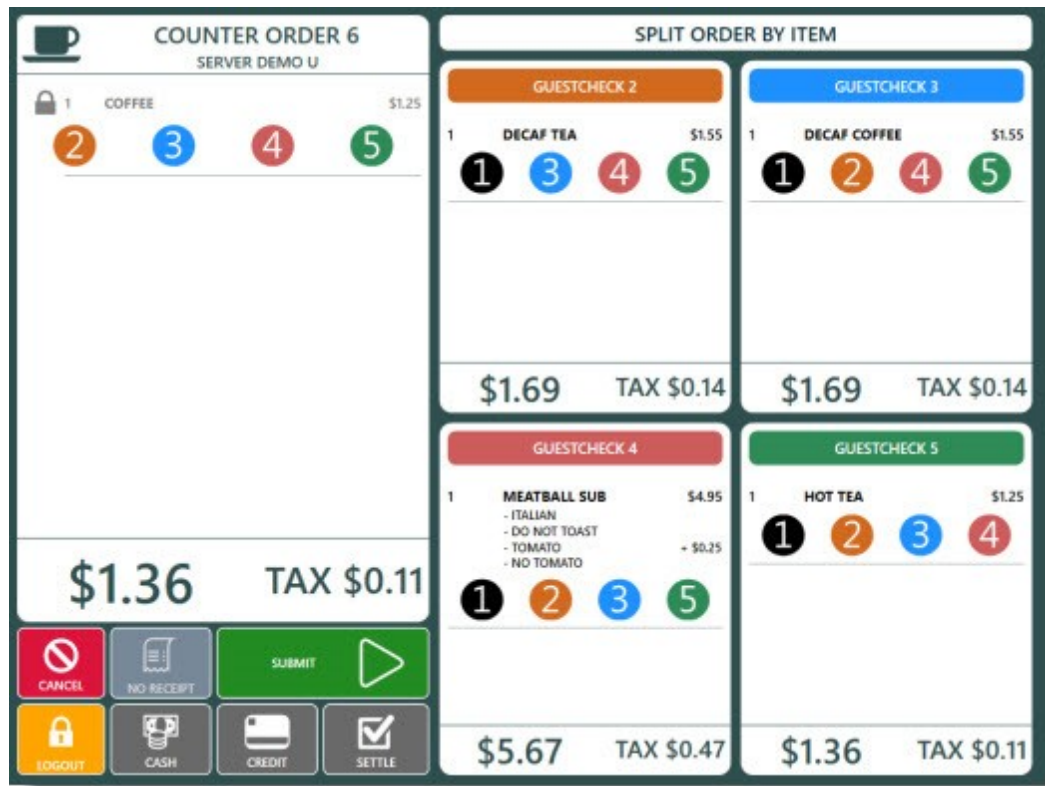 COUNTER ORDER 6
SERVER DEMO U
1 COFFEE $1.25
2 3 4 5
$1.36 TAX $0.11
CANCEL
NO RECEIPT
SUBMIT
LOGOUT
CASH
CREDIT
SETTLE
SPLIT ORDER BY ITEM
GUESTCHECK 2
1 DECAF TEA $1.55
1 3 4 5
$1.69 TAX $0.14
GUESTCHECK 3
1 DECAF COFFEE $1.55
1 2 4 5
$1.69 TAX $0.14
GUESTCHECK 4
1 MEATBALL SUB $4.95
- ITALIAN
- DO NOT TOAST
- TOMATO + $0.25
- NO TOMATO
1 2 3 5
$5.67 TAX $0.47
GUESTCHECK 5
1 HOT TEA $1.25
1 2 3 4
$1.36 TAX $0.11